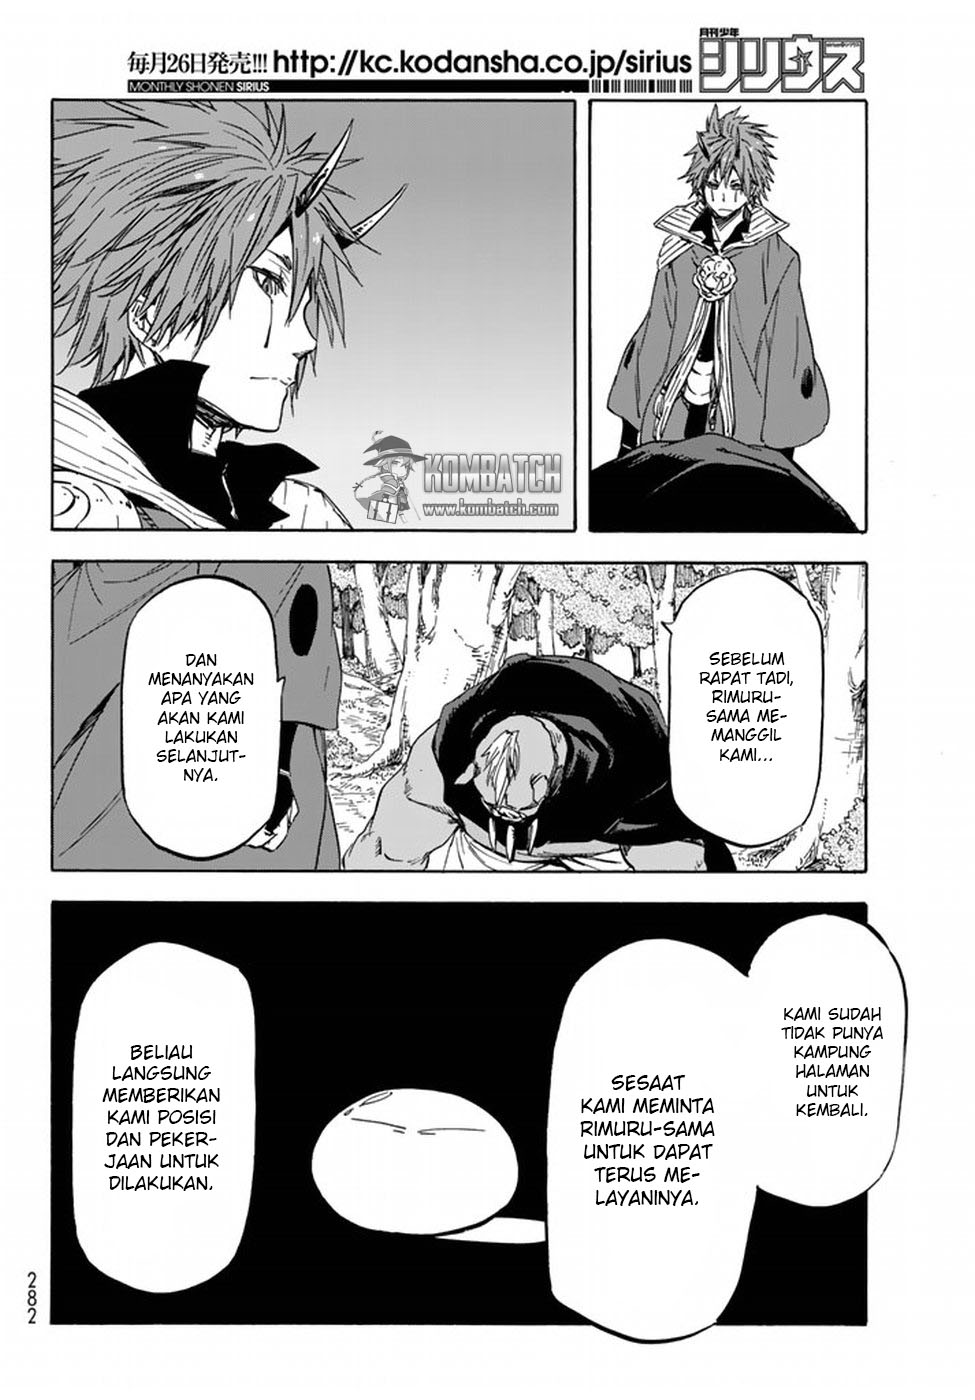 毎月26日発売!!! http://kc.kodansha.co.jp/sirius 月刊少年 シリウス
MONTHLY SHONEN SIRIUS
KOMBATCH
www.kombatch.com
SEBELUM
RAPAT TADI,
RIMURU-
SAMA ME-
MANGGIL
KAMI...
DAN
MENANYAKAN
APA YANG
AKAN KAMI
LAKUKAN
SELANJUT-
NYA.
KAMI SUDAH
TIDAK PUNYA
KAMPUNG
HALAMAN
UNTUK
KEMBALI.
SESAAT
KAMI MEMINTA
RIMURU-SAMA
UNTUK DAPAT
TERUS ME-
LAYANINYA.
BELIAU
LANGSUNG
MEMBERIKAN
KAMI POSISI
DAN PEKER-
JAAN UNTUK
DILAKUKAN.
282